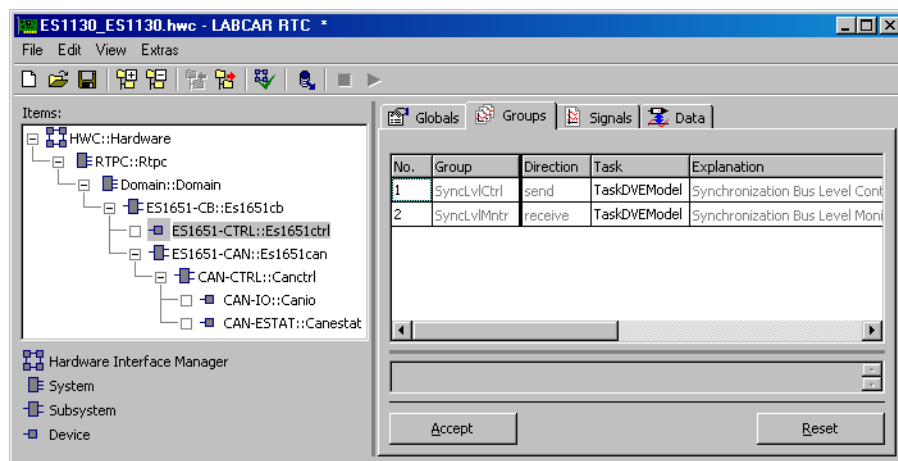 ES1130_ES1130.hwc - LABCAR RTC *
File Edit View Extras
Items:
HWC::Hardware
RTPC::Rtpc
Domain::Domain
ES1651-CB::Es1651cb
ES1651-CTRL::Es1651ctrl
ES1651-CAN::Es1651can
CAN-CTRL::Canctrl
CAN-IO::Canio
CAN-ESTAT::Canestat
Hardware Interface Manager
System
Subsystem
Device
Globals Groups Signals Data
No. Group Direction Task Explanation
1 SyncLvlCtrl send TaskDVEModel Synchronization Bus Level Cont
2 SyncLvlMntr receive TaskDVEModel Synchronization Bus Level Moni
Accept Reset